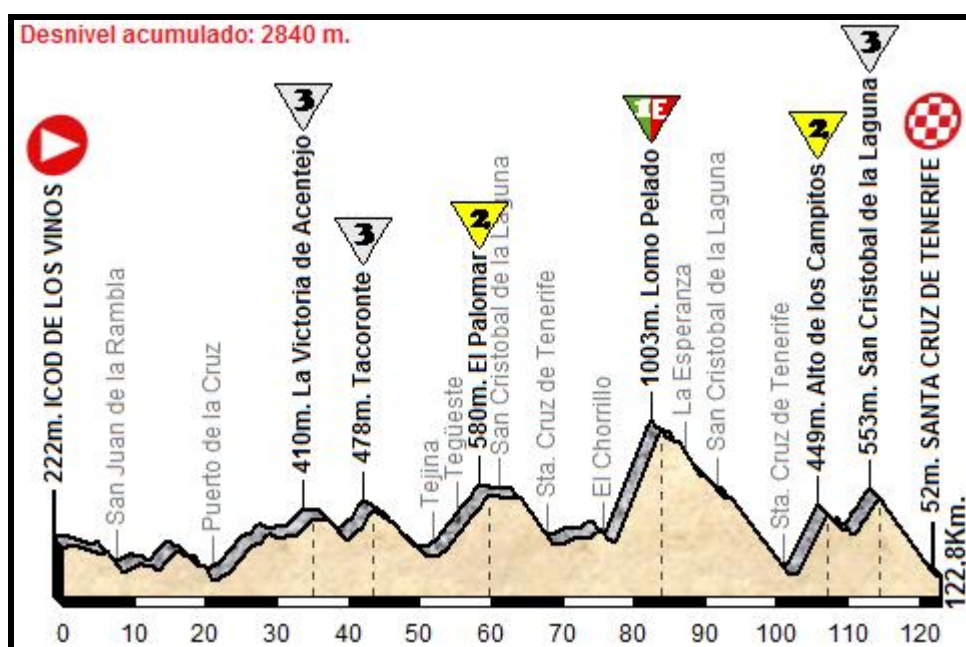 Desnivel acumulado: 2840 m.
222m. ICOD DE LOS VINOS
San Juan de la Rambla
Puerto de la Cruz
3
410m. La Victoria de Acentejo
3
478m. Tacoronte
Tejina
Tegüeste
2
580m. El Palomar
San Cristobal de la Laguna
Sta. Cruz de Tenerife
El Chorrillo
1E
1003m. Lomo Pelado
La Esperanza
San Cristobal de la Laguna
Sta. Cruz de Tenerife
2
449m. Alto de los Campitos
3
553m. San Cristobal de la Laguna
52m. SANTA CRUZ DE TENERIFE
122,8Km.
0 10 20 30 40 50 60 70 80 90 100 110 120